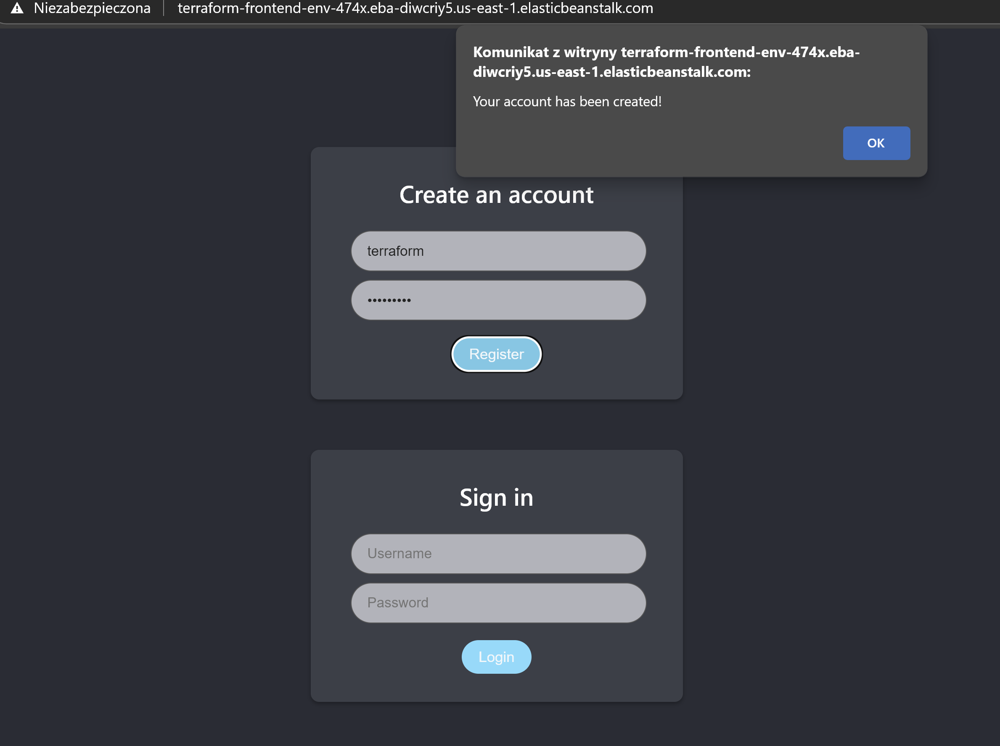 Niezabezpieczona
terraform-frontend-env-474x.eba-diwcriy5.us-east-1.elasticbeanstalk.com
Komunikat z witryny terraform-frontend-env-474x.eba-
diwcriy5.us-east-1.elasticbeanstalk.com:
Your account has been created!
OK
Create an account
terraform
•••••••••
Register
Sign in
Username
Password
Login